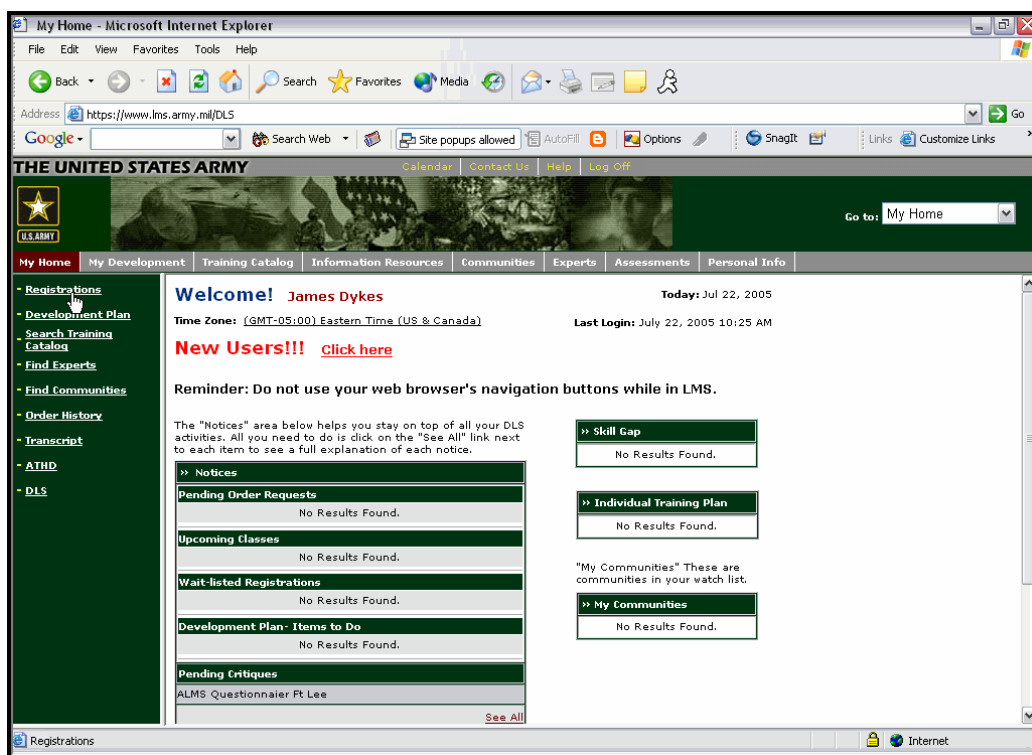 My Home - Microsoft Internet Explorer
File Edit View Favorites Tools Help
Back Search Favorites Media
Address https://www.lms.army.mil/DLS Go
Google Search Web Site popups allowed AutoFill Options SnagIt Links Customize Links
THE UNITED STATES ARMY Calendar Contact Us Help Log Off
U.S.ARMY
Go to: My Home
My Home My Development Training Catalog Information Resources Communities Experts Assessments Personal Info
- Registrations
- Development Plan
- Search Training
Catalog
- Find Experts
- Find Communities
- Order History
- Transcript
- ATHD
- DLS
Welcome! James Dykes Today: Jul 22, 2005
Time Zone: (GMT-05:00) Eastern Time (US & Canada) Last Login: July 22, 2005 10:25 AM
New Users!!! Click here
Reminder: Do not use your web browser's navigation buttons while in LMS.
The "Notices" area below helps you stay on top of all your DLS
activities. All you need to do is click on the "See All" link next
to each item to see a full explanation of each notice.
» Notices
Pending Order Requests
No Results Found.
Upcoming Classes
No Results Found.
Wait-listed Registrations
No Results Found.
Development Plan- Items to Do
No Results Found.
Pending Critiques
ALMS Questionnaier Ft Lee
See All
» Skill Gap
No Results Found.
» Individual Training Plan
No Results Found.
"My Communities" These are
communities in your watch list.
» My Communities
No Results Found.
Registrations Internet